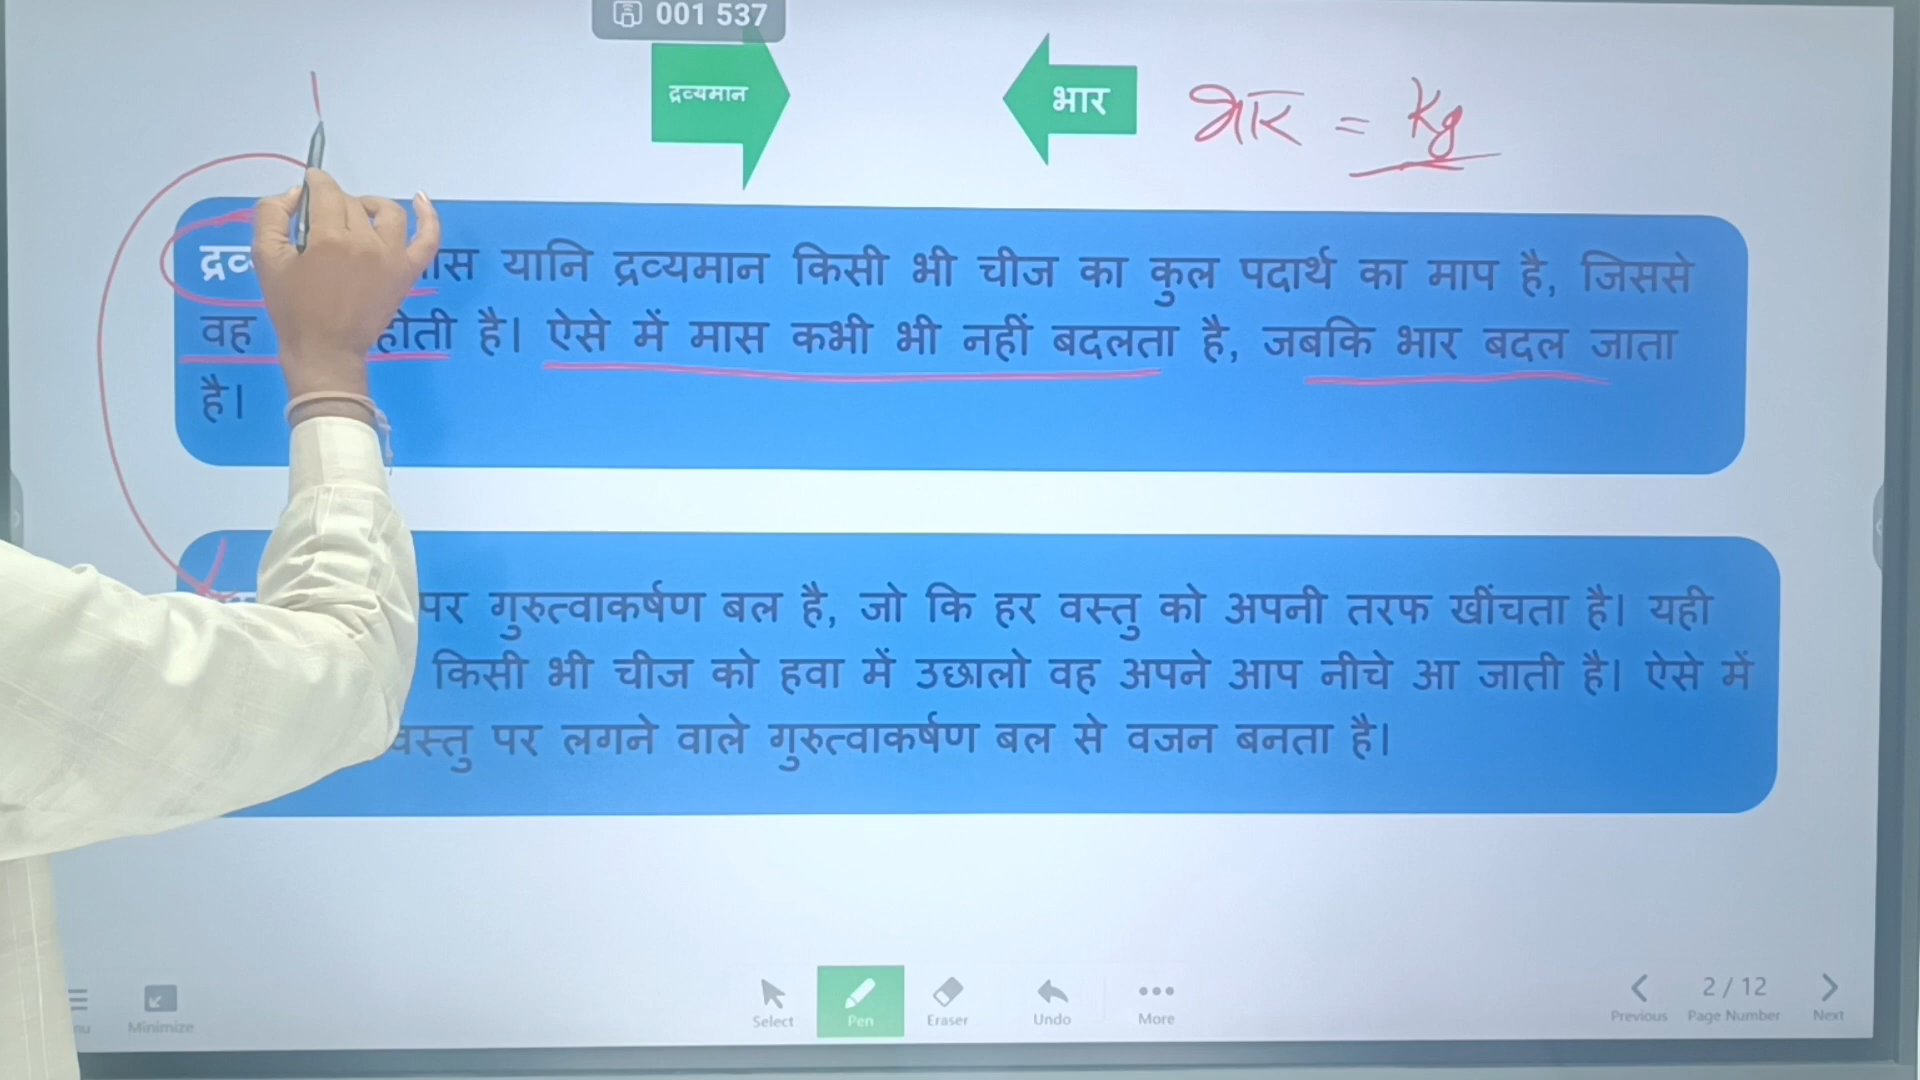 001 537
द्रव्यमान
भार
भार = Kg
यानि द्रव्यमान किसी भी चीज का कुल पदार्थ का माप है, जिससे
वह होती है। ऐसे में मास कभी भी नहीं बदलता है, जबकि भार बदल जाता
है।
पर गुरुत्वाकर्षण बल है, जो कि हर वस्तु को अपनी तरफ खींचता है। यही
किसी भी चीज को हवा में उछालो वह अपने आप नीचे आ जाती है। ऐसे में
वस्तु पर लगने वाले गुरुत्वाकर्षण बल से वजन बनता है।
Minimize
Select
Pen
Eraser
Undo
More
Previous
2 / 12
Page Number
Next